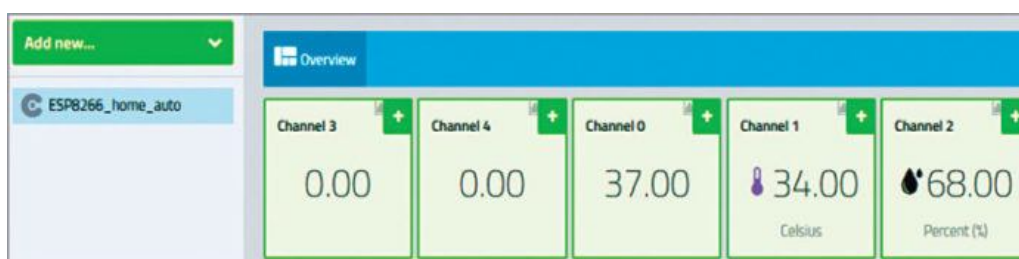 Add new...
Overview
ESP8266_home_auto
Channel 3
0.00
Channel 4
0.00
Channel 0
37.00
Channel 1
34.00
Celsius
Channel 2
68.00
Percent (%)